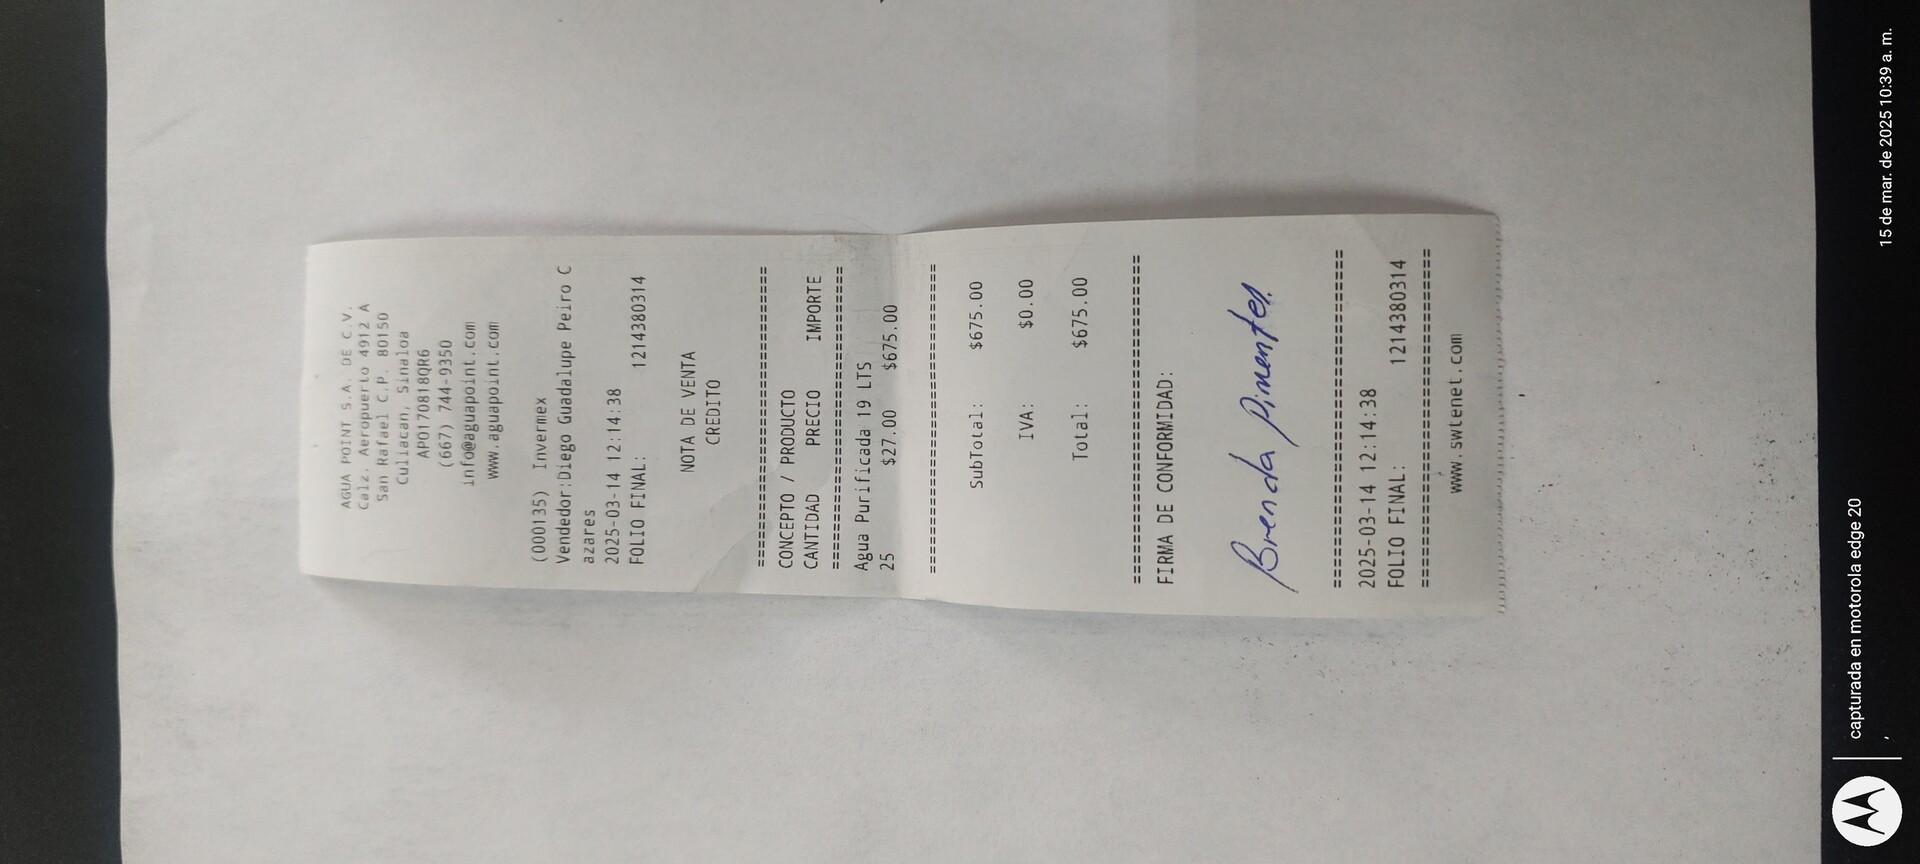 AGUA POINT S.A. DE C.V.
Calz. Aeropuerto 4912 A
San Rafael C.P. 80150
Culiacan, Sinaloa
APO170818QR6
(667) 744-9350
info@aguapoint.com
www.aguapoint.com
(000135) Invermex
Vendedor:Diego Guadalupe Peiro C
azares
2025-03-14 12:14:38
FOLIO FINAL: 1214380314
NOTA DE VENTA
CREDITO
================================
CONCEPTO / PRODUCTO
CANTIDAD PRECIO IMPORTE
================================
Agua Purificada 19 LTS
25 $27.00 $675.00
================================
SubTotal: $675.00
IVA: $0.00
Total: $675.00
================================
FIRMA DE CONFORMIDAD:
Brenda Pimentel.
================================
2025-03-14 12:14:38
FOLIO FINAL: 1214380314
================================
www.swtenet.com
capturada en motorola edge 20
,
15 de mar. de 2025 10:39 a. m.